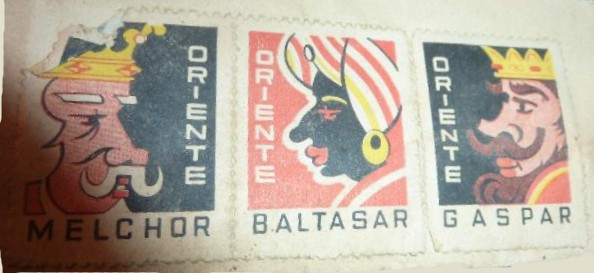 ORIENTE
MELCHOR
ORIENTE
BALTASAR
ORIENTE
GASPAR